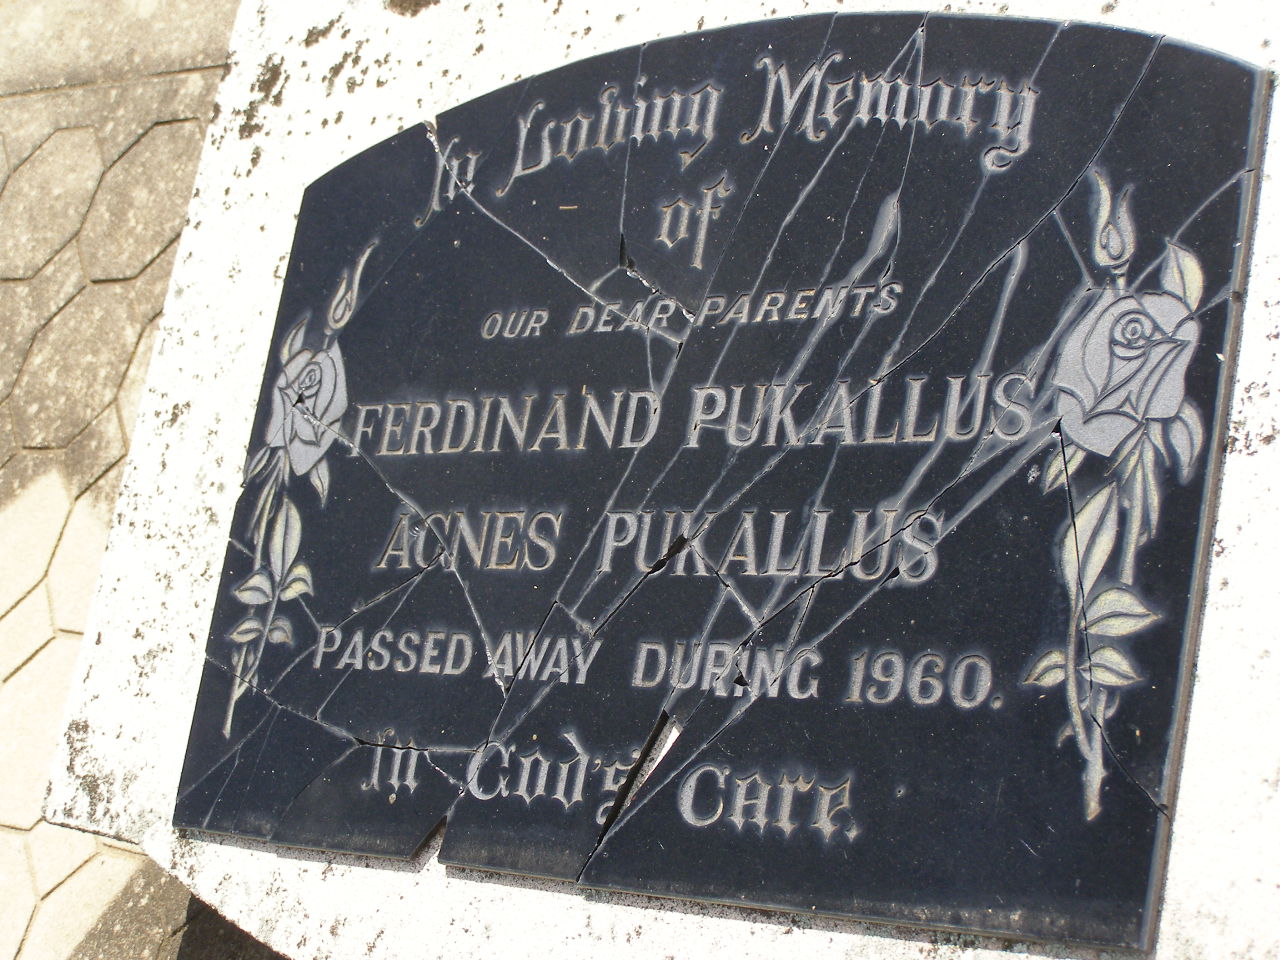 In Loving Memory
of
OUR DEAR PARENTS
FERDINAND PUKALLUS
AGNES PUKALLUS
PASSED AWAY DURING 1960.
In God's Care.